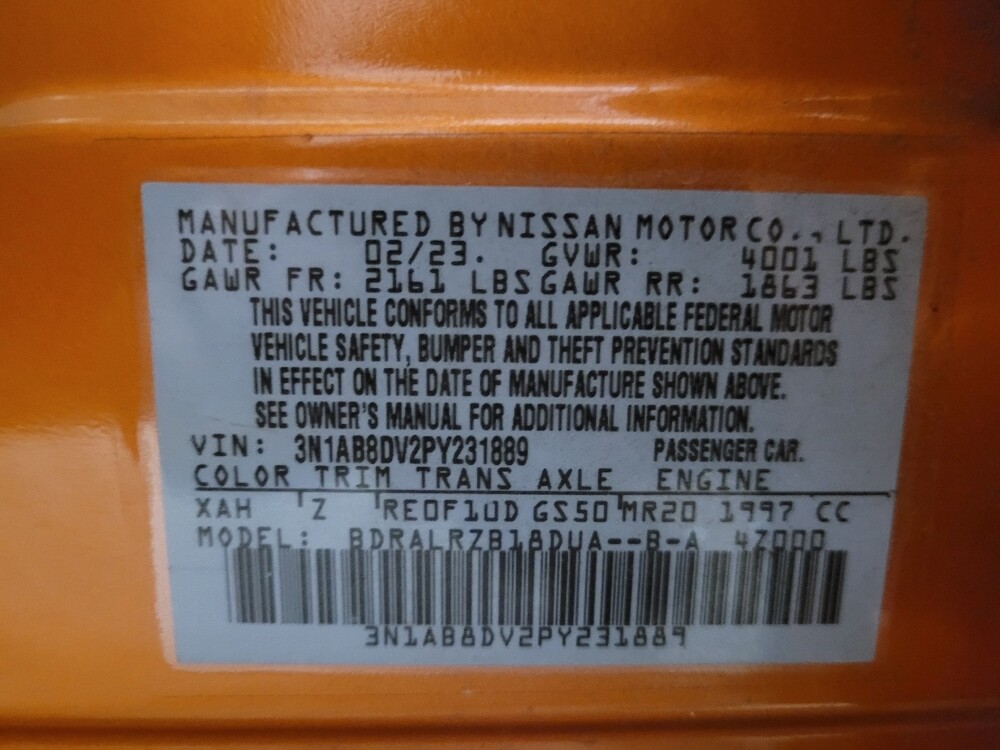 MANUFACTURED BY NISSAN MOTOR CO., LTD.
DATE: 02/23. GVWR: 4001 LBS
GAWR FR: 2161 LBS GAWR RR: 1863 LBS
THIS VEHICLE CONFORMS TO ALL APPLICABLE FEDERAL MOTOR
VEHICLE SAFETY, BUMPER AND THEFT PREVENTION STANDARDS
IN EFFECT ON THE DATE OF MANUFACTURE SHOWN ABOVE.
SEE OWNER'S MANUAL FOR ADDITIONAL INFORMATION.
VIN: 3N1AB8DV2PY231889 PASSENGER CAR.
COLOR TRIM TRANS AXLE ENGINE
XAH Z RE0F10D GS50 MR20 1997 CC
MODEL: BDRALRZB18DUA--B-A 4Z000
3N1AB8DV2PY231889